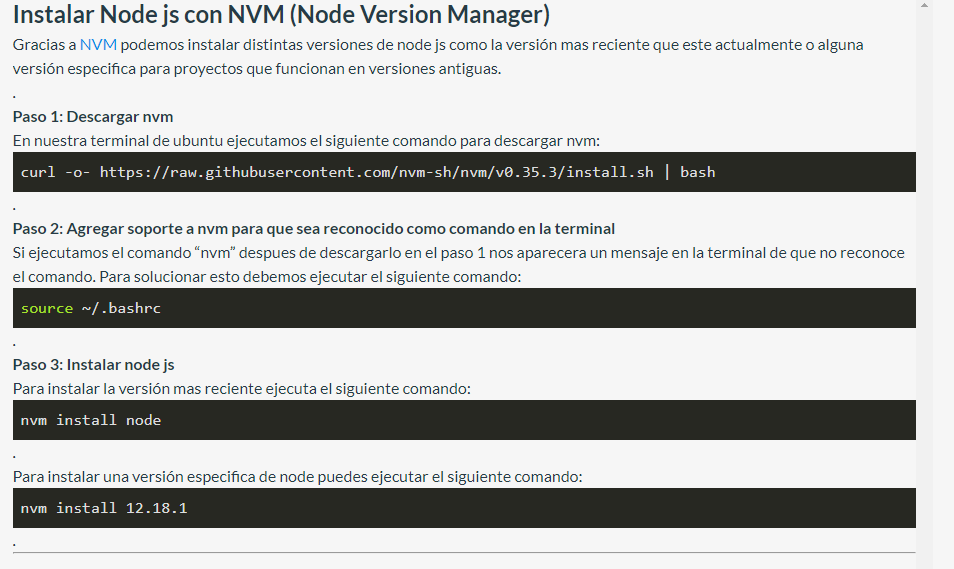 Instalar Node js con NVM (Node Version Manager)
Gracias a NVM podemos instalar distintas versiones de node js como la versión mas reciente que este actualmente o alguna
versión especifica para proyectos que funcionan en versiones antiguas.
.
Paso 1: Descargar nvm
En nuestra terminal de ubuntu ejecutamos el siguiente comando para descargar nvm:
curl -o- https://raw.githubusercontent.com/nvm-sh/nvm/v0.35.3/install.sh | bash
.
Paso 2: Agregar soporte a nvm para que sea reconocido como comando en la terminal
Si ejecutamos el comando “nvm” despues de descargarlo en el paso 1 nos aparecera un mensaje en la terminal de que no reconoce
el comando. Para solucionar esto debemos ejecutar el siguiente comando:
source ~/.bashrc
.
Paso 3: Instalar node js
Para instalar la versión mas reciente ejecuta el siguiente comando:
nvm install node
.
Para instalar una versión especifica de node puedes ejecutar el siguiente comando:
nvm install 12.18.1
.